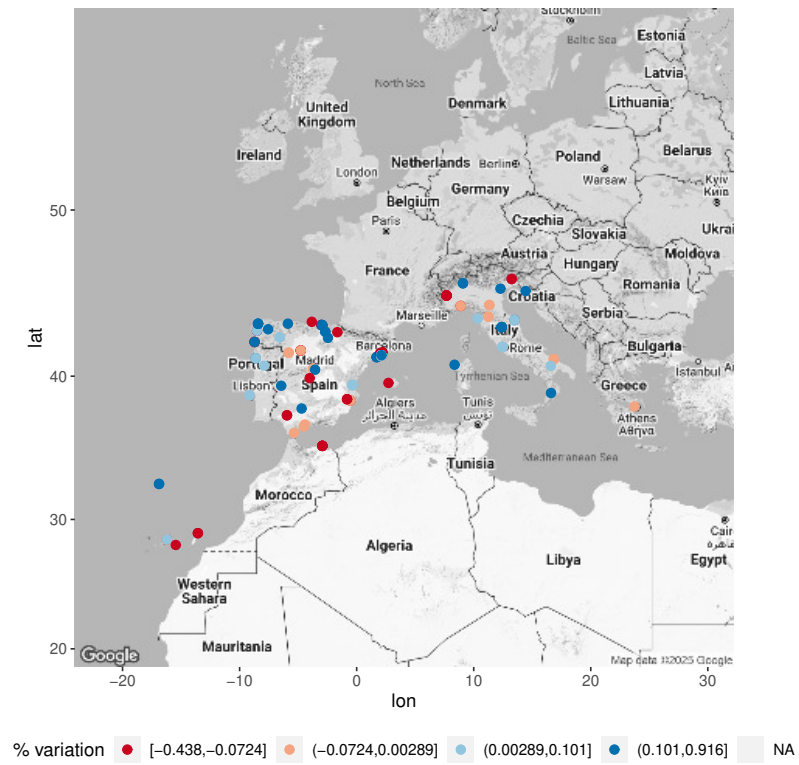 Stockholm
Baltic Sea
Estonia
North Sea
Latvia
Denmark
Lithuania
United
Kingdom
Ireland
Netherlands
Berlin
Poland
Belarus
London
Warsaw
Kyiv
Київ
50
Germany
Belgium
Paris
Czechia
Ukrai
Slovakia
Austria
Moldova
France
Hungary
Romania
Croatia
Marseille
Serbia
Italy
Rome
Bulgaria
Barcelona
Portugal
Madrid
Istanbul
40
Tyrrhenian Sea
Lisbon
Spain
Greece
Algiers
مدينة الجزائر
Tunis
تونس
Athens
Αθήνα
Mediterranean Sea
Tunisia
Morocco
30
Cair
Algeria
Libya
Egypt
Western
Sahara
Mauritania
20
Google
Map data ©2025 Google
−20
−10
0
10
20
30
lat
lon
% variation
[−0.438,−0.0724]
(−0.0724,0.00289]
(0.00289,0.101]
(0.101,0.916]
NA